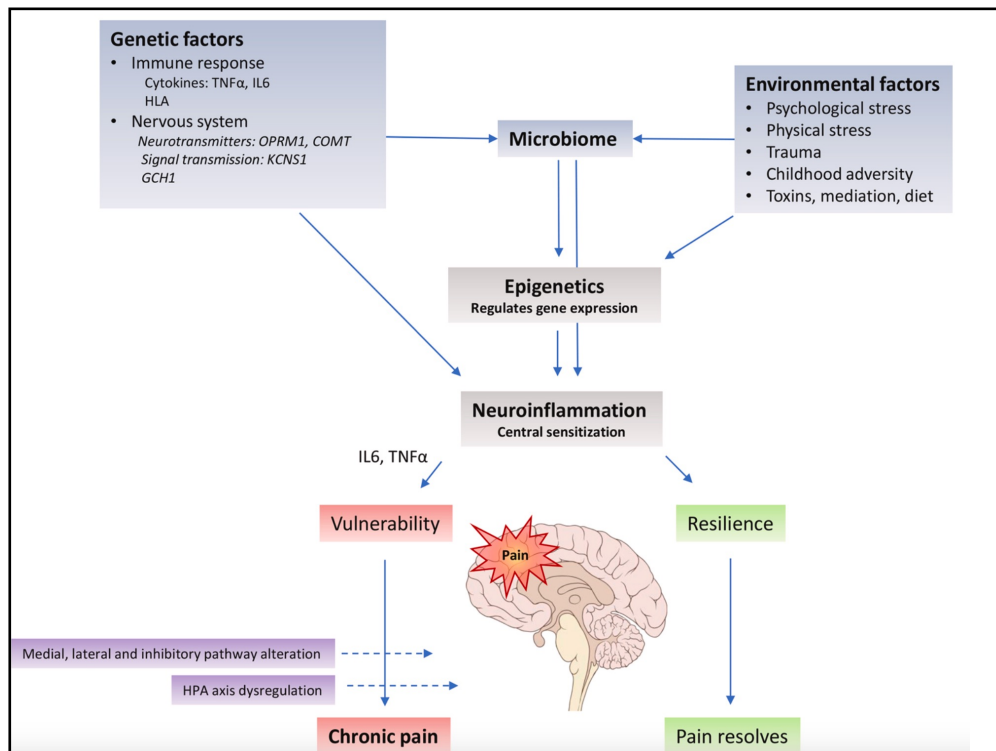 Genetic factors
• Immune response
Cytokines: TNFα, IL6
HLA
• Nervous system
Neurotransmitters: OPRM1, COMT
Signal transmission: KCNS1
GCH1
Microbiome
Environmental factors
• Psychological stress
• Physical stress
• Trauma
• Childhood adversity
• Toxins, mediation, diet
Epigenetics
Regulates gene expression
Neuroinflammation
Central sensitization
IL6, TNFα
Vulnerability
Resilience
Pain
Medial, lateral and inhibitory pathway alteration
HPA axis dysregulation
Chronic pain
Pain resolves